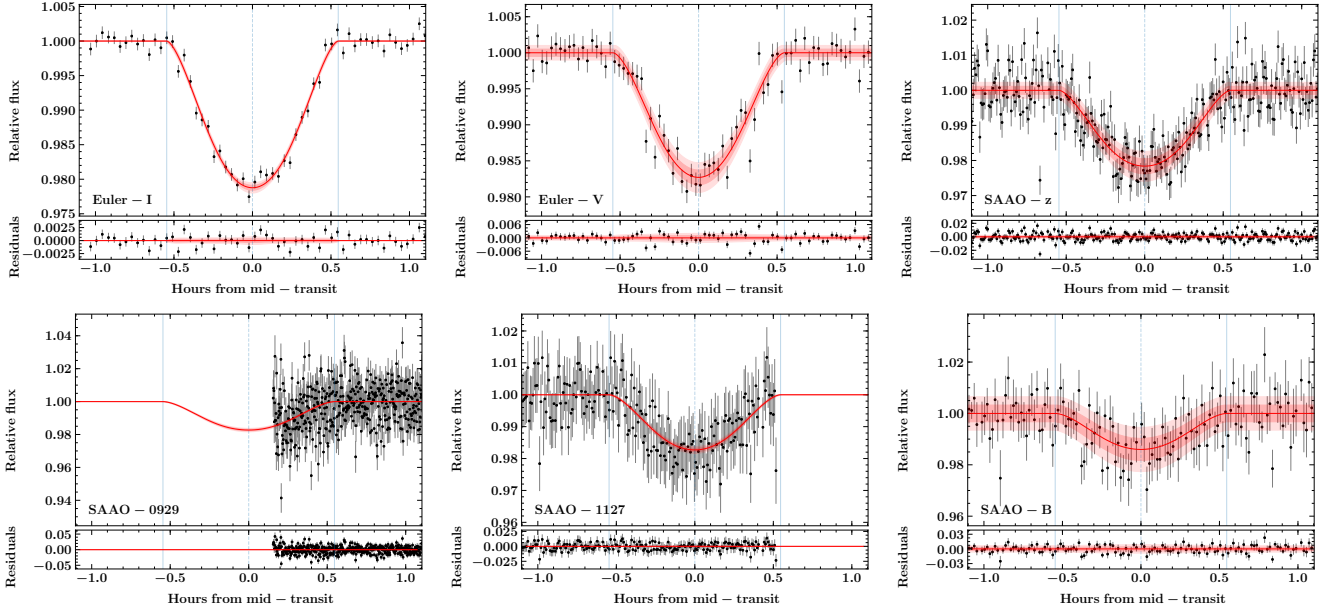 1.005
1.000
0.995
0.990
0.985
0.980
0.975
Relative flux
Euler − I
0.0025
0.0000
−0.0025
Residuals
−1.0 −0.5 0.0 0.5 1.0
Hours from mid − transit
1.005
1.000
0.995
0.990
0.985
0.980
Relative flux
Euler − V
0.006
0.000
−0.006
Residuals
−1.0 −0.5 0.0 0.5 1.0
Hours from mid − transit
1.02
1.01
1.00
0.99
0.98
0.97
Relative flux
SAAO − z
0.02
0.00
−0.02
Residuals
−1.0 −0.5 0.0 0.5 1.0
Hours from mid − transit
1.04
1.02
1.00
0.98
0.96
0.94
Relative flux
SAAO − 0929
0.05
0.00
−0.05
Residuals
−1.0 −0.5 0.0 0.5 1.0
Hours from mid − transit
1.02
1.01
1.00
0.99
0.98
0.97
0.96
Relative flux
SAAO − 1127
0.025
0.000
−0.025
Residuals
−1.0 −0.5 0.0 0.5 1.0
Hours from mid − transit
1.04
1.02
1.00
0.98
0.96
Relative flux
SAAO − B
0.03
0.00
−0.03
Residuals
−1.0 −0.5 0.0 0.5 1.0
Hours from mid − transit